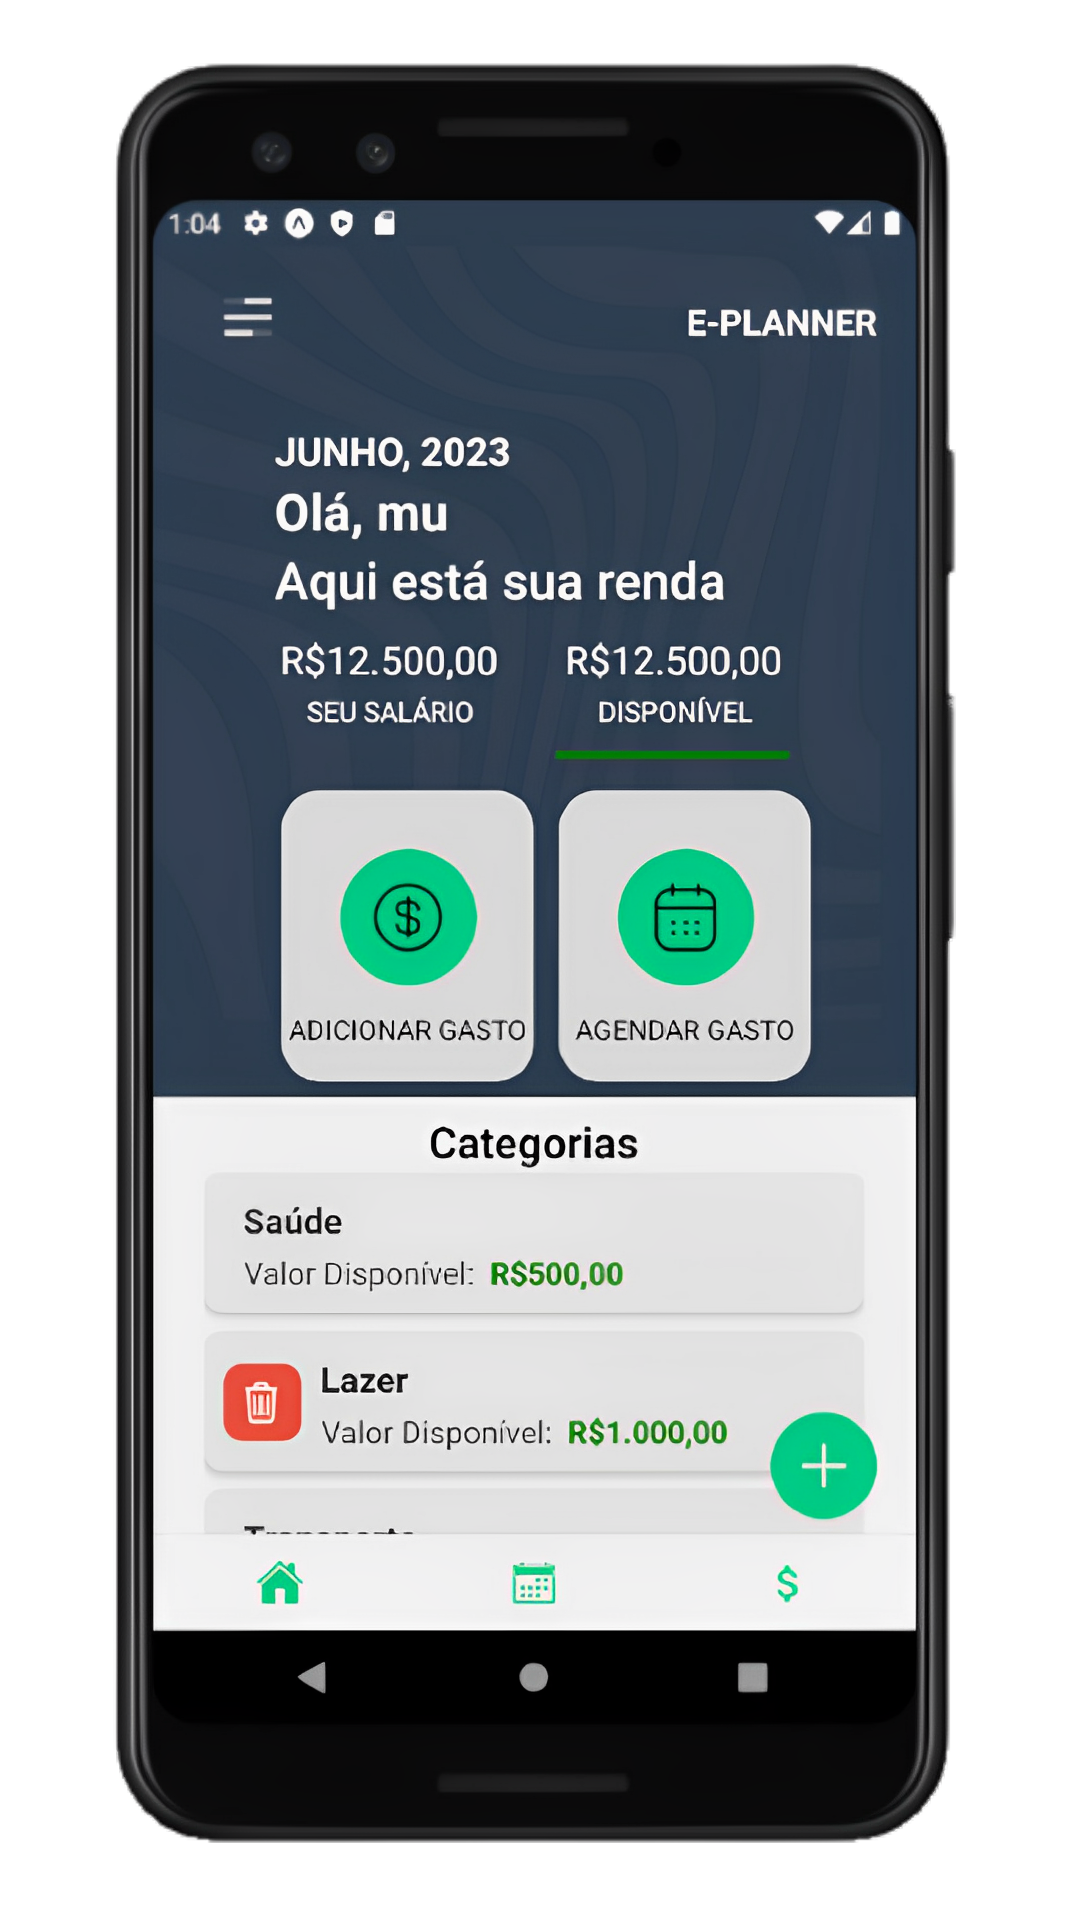 1:04
E-PLANNER
JUNHO, 2023
Olá, mu
Aqui está sua renda
R$12.500,00 R$12.500,00
SEU SALÁRIO DISPONÍVEL
ADICIONAR GASTO AGENDAR GASTO
Categorias
Saúde
Valor Disponível: R$500,00
Lazer
Valor Disponível: R$1.000,00